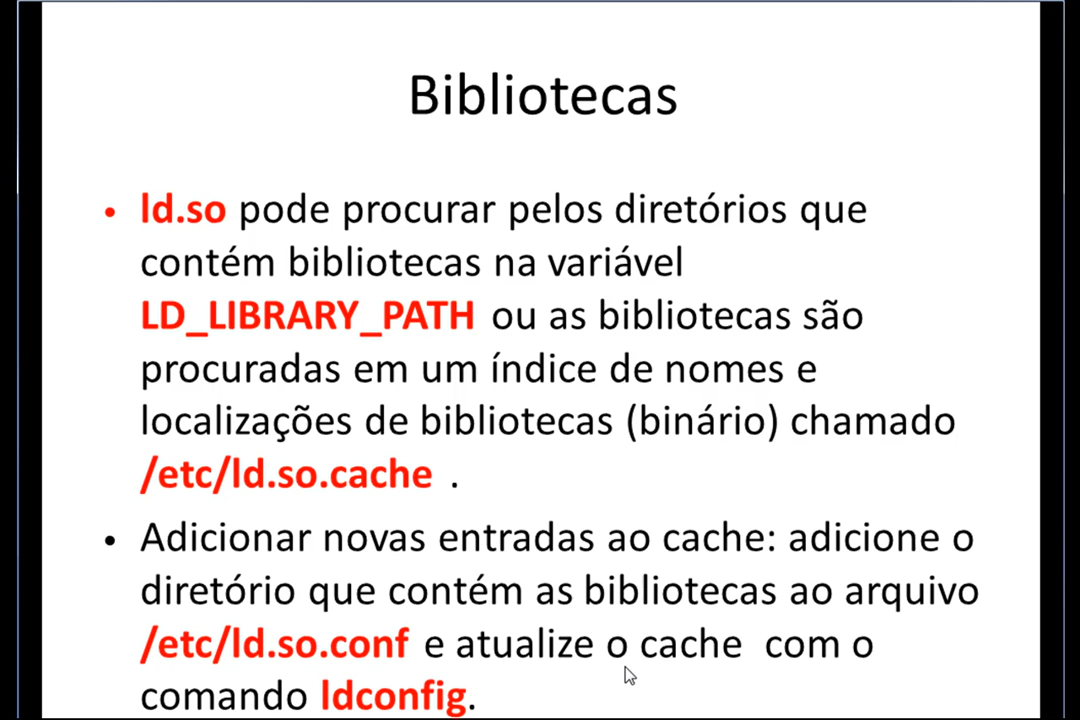 Bibliotecas
• ld.so pode procurar pelos diretórios que
contém bibliotecas na variável
LD_LIBRARY_PATH ou as bibliotecas são
procuradas em um índice de nomes e
localizações de bibliotecas (binário) chamado
/etc/ld.so.cache .
• Adicionar novas entradas ao cache: adicione o
diretório que contém as bibliotecas ao arquivo
/etc/ld.so.conf e atualize o cache com o
comando ldconfig.